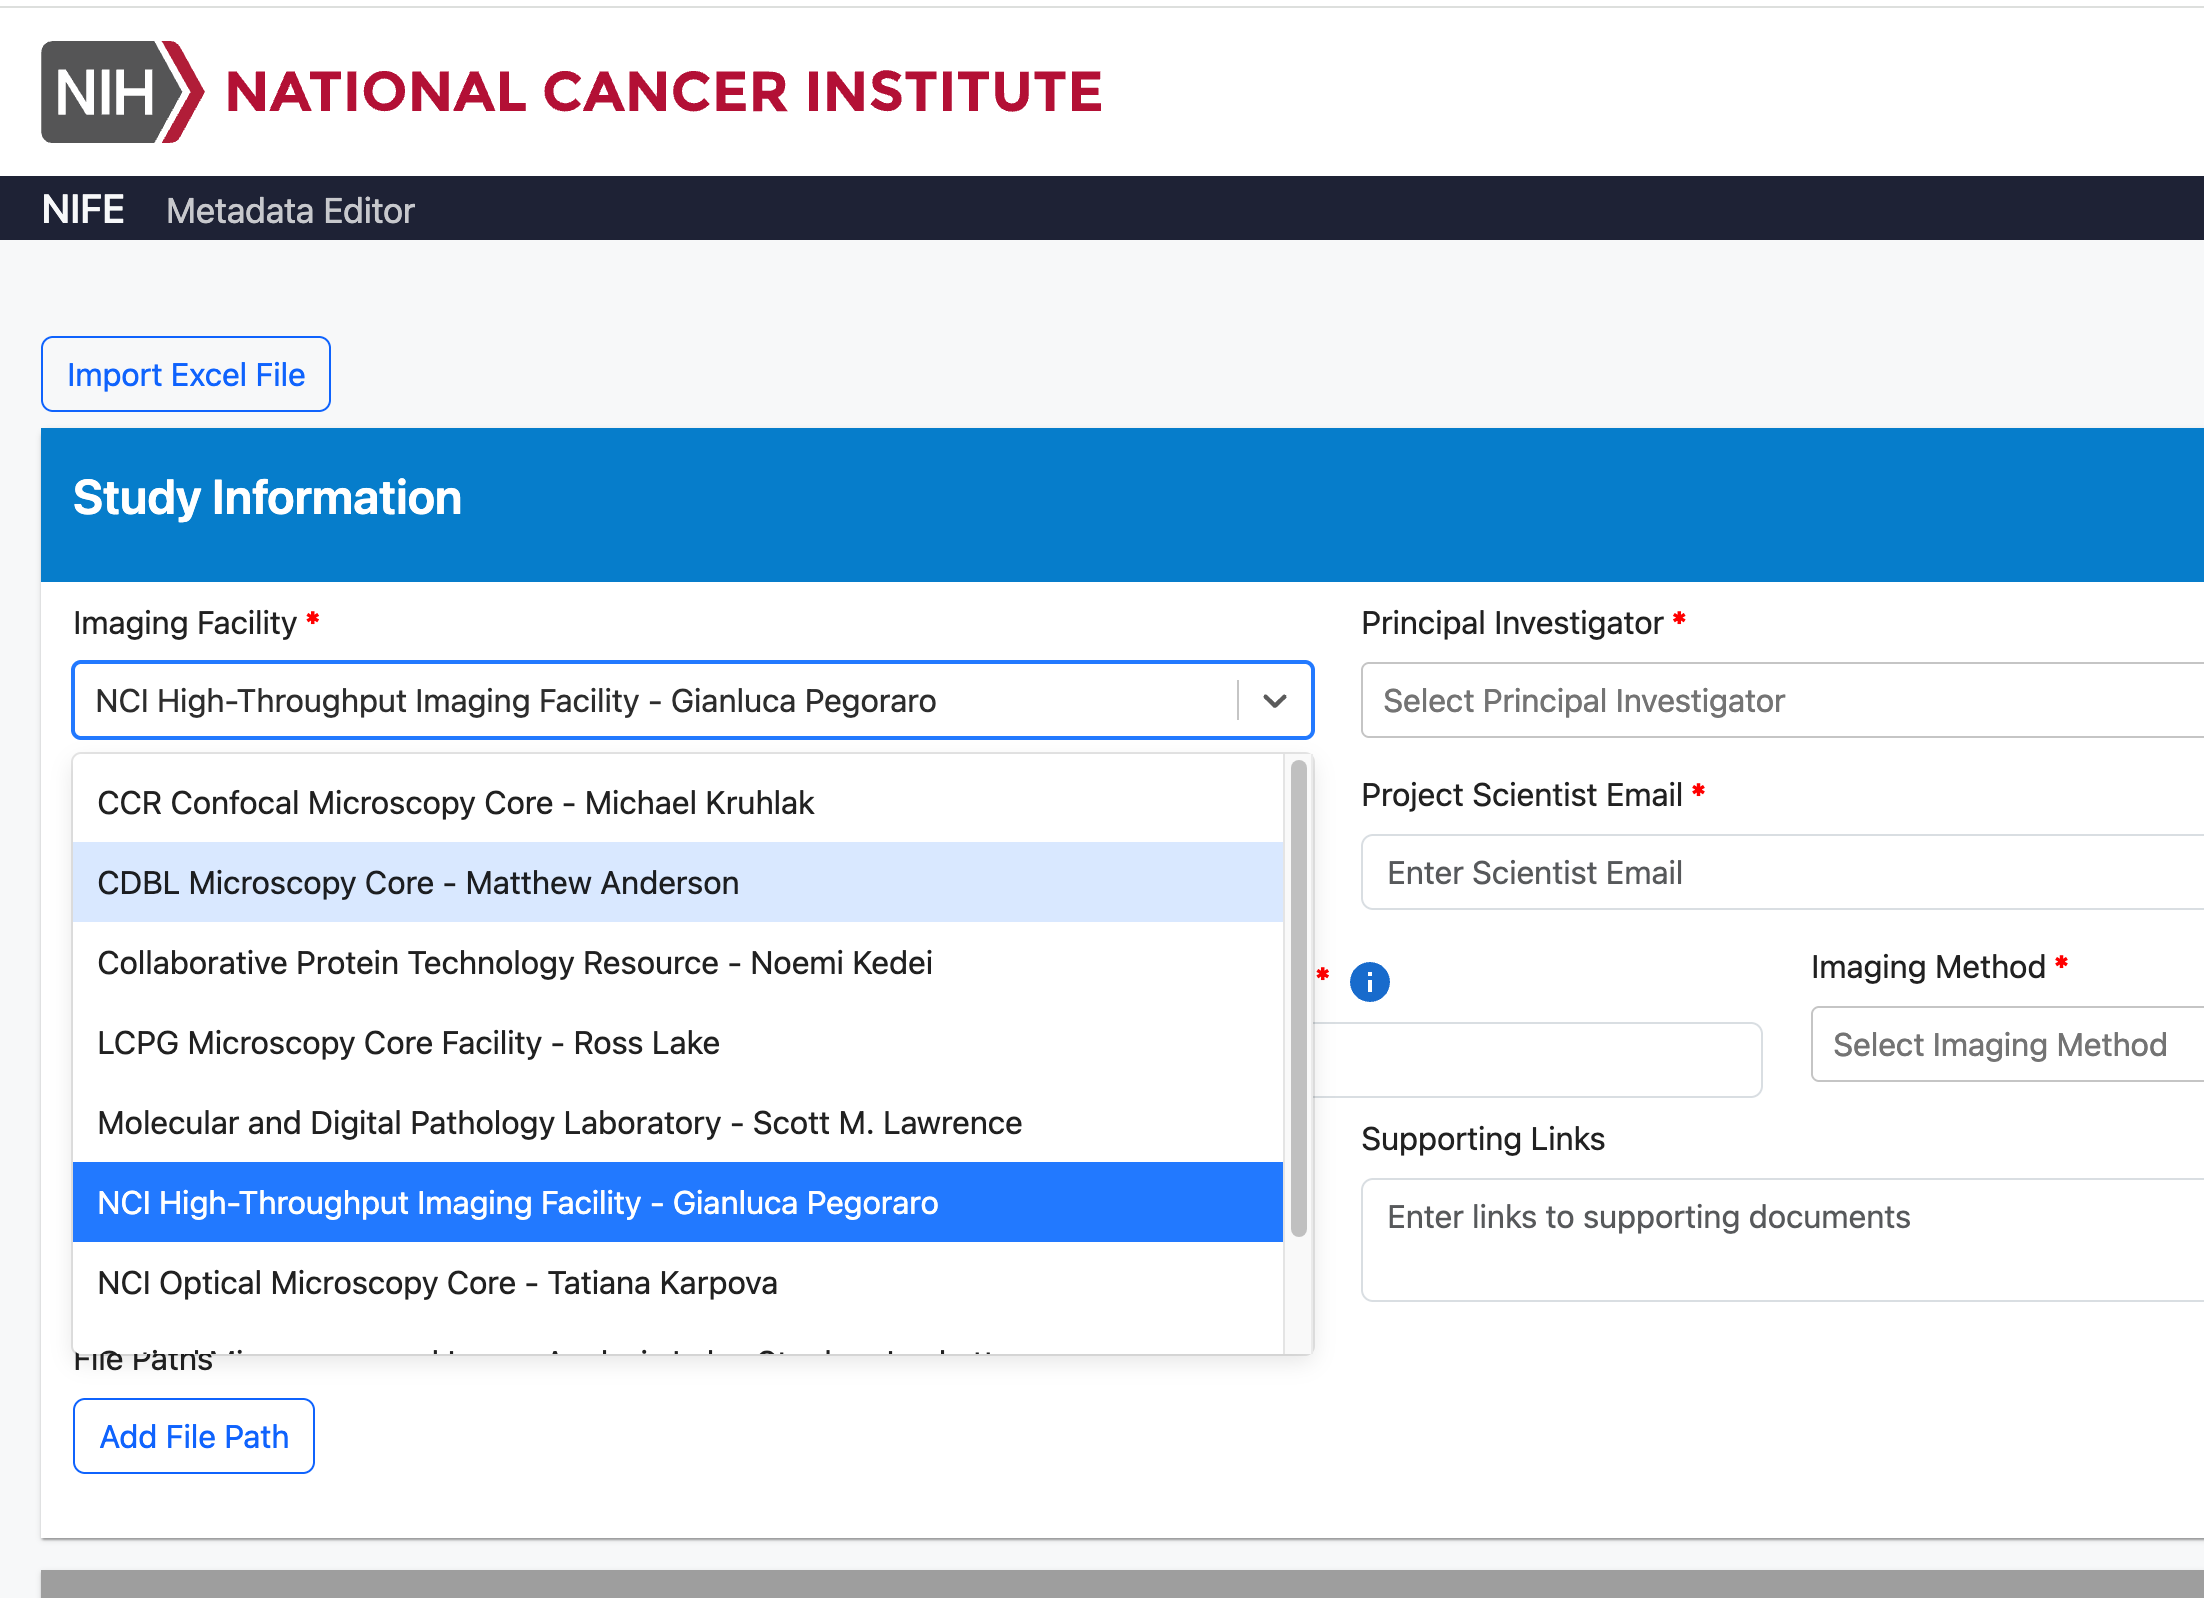 NIH NATIONAL CANCER INSTITUTE
NIFE Metadata Editor
Import Excel File
Study Information
Imaging Facility *
NCI High-Throughput Imaging Facility - Gianluca Pegoraro
CCR Confocal Microscopy Core - Michael Kruhlak
CDBL Microscopy Core - Matthew Anderson
Collaborative Protein Technology Resource - Noemi Kedei
LCPG Microscopy Core Facility - Ross Lake
Molecular and Digital Pathology Laboratory - Scott M. Lawrence
NCI High-Throughput Imaging Facility - Gianluca Pegoraro
NCI Optical Microscopy Core - Tatiana Karpova
Principal Investigator *
Select Principal Investigator
Project Scientist Email *
Enter Scientist Email
* i
Imaging Method *
Select Imaging Method
Supporting Links
Enter links to supporting documents
File Paths
Add File Path